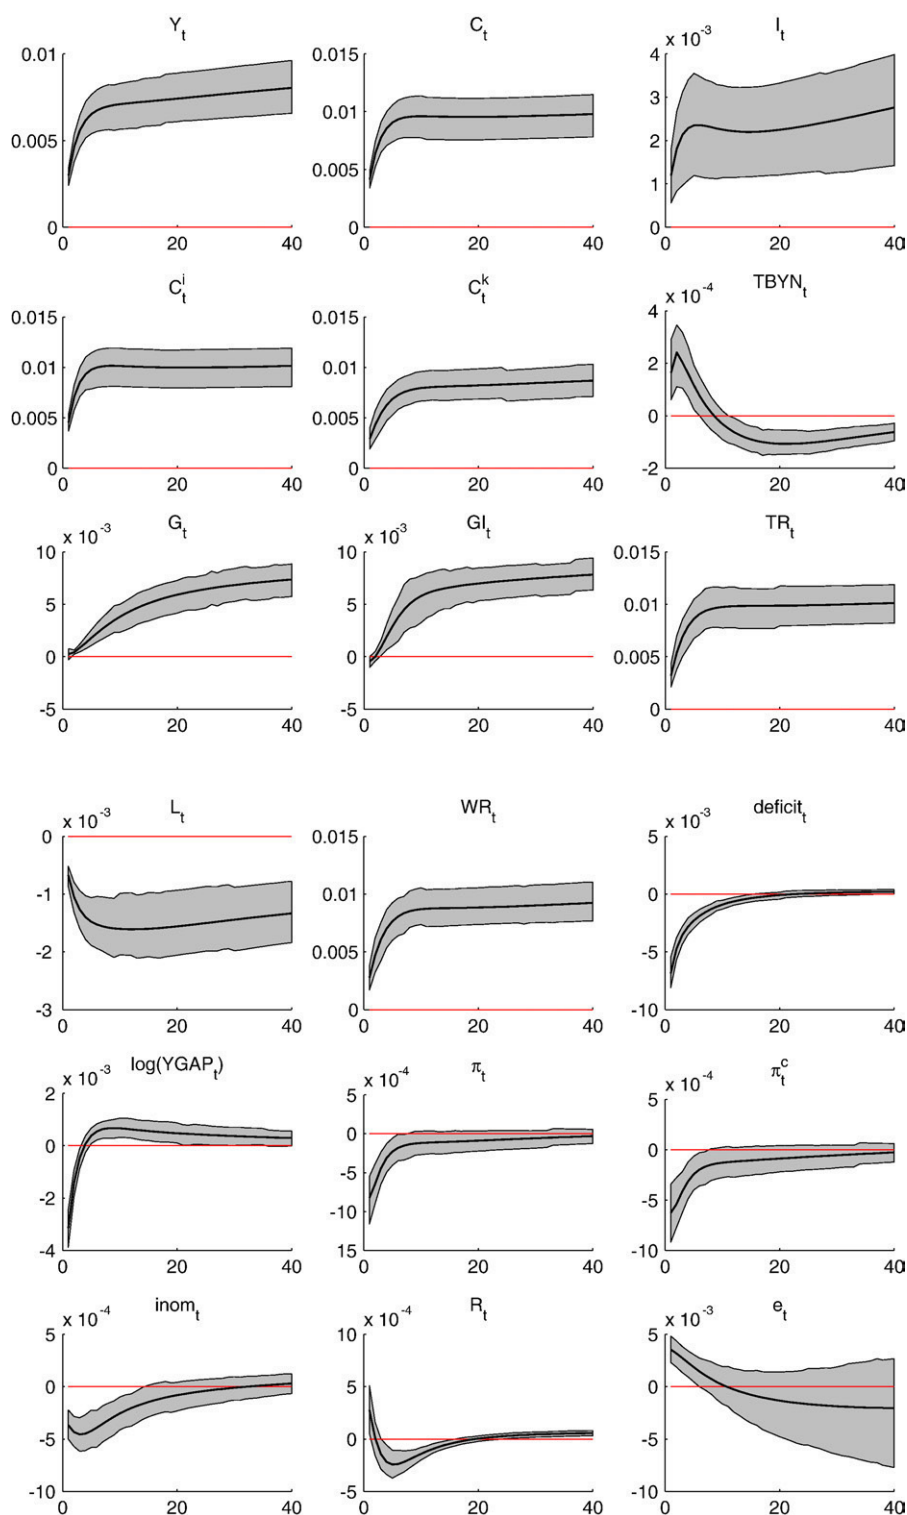 Y_t C_t I_t
x 10^-3
0.01 0.015 4
3
0.01
0.005 2
0.005
1
0 0 0
0 20 40 0 20 40 0 20 40
C_t^i C_t^k TBYN_t
x 10^-4
0.015 0.015 4
0.01 0.01 2
0.005 0.005 0
0 0 -2
0 20 40 0 20 40 0 20 40
G_t GI_t TR_t
x 10^-3 x 10^-3
10 10 0.015
5 5 0.01
0 0 0.005
-5 -5 0
0 20 40 0 20 40 0 20 40
L_t WR_t deficit_t
x 10^-3 x 10^-3
0 0.015 5
-1 0.01 0
-2 0.005 -5
-3 0 -10
0 20 40 0 20 40 0 20 40
log(YGAP_t) π_t π_t^c
x 10^-3 x 10^-4 x 10^-4
2 5 5
0 0 0
-5
-2 -10 -5
-4 15 -10
0 20 40 0 20 40 0 20 40
inom_t R_t e_t
x 10^-4 x 10^-4 x 10^-3
5 10 5
0 5 0
-5 0 -5
-10 -5 -10
0 20 40 0 20 40 0 20 40